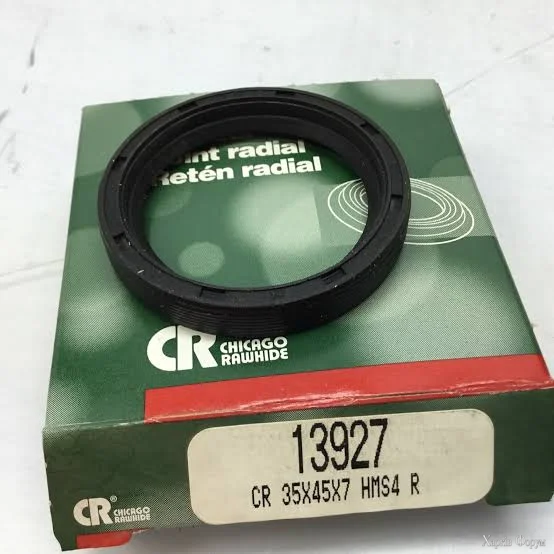 int radial
Retén radial
CR CHICAGO
RAWHIDE
13927
CR 35X45X7 HMS4 R
CR® CHICAGO
RAWHIDE